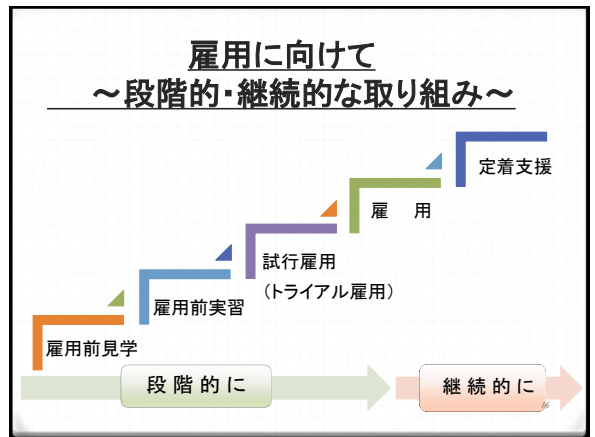 雇用に向けて
～段階的・継続的な取り組み～
定着支援
雇　用
試行雇用
（トライアル雇用）
雇用前実習
雇用前見学
段階的に
継続的に
16